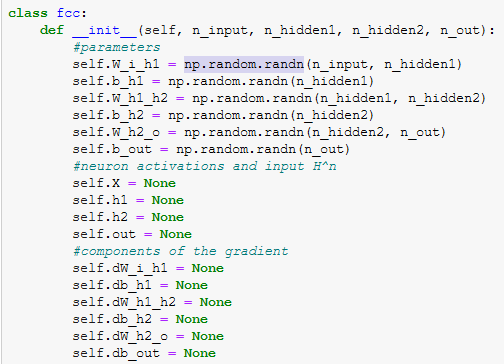 class fcc:
    def __init__(self, n_input, n_hidden1, n_hidden2, n_out):
        #parameters
        self.W_i_h1 = np.random.randn(n_input, n_hidden1)
        self.b_h1 = np.random.randn(n_hidden1)
        self.W_h1_h2 = np.random.randn(n_hidden1, n_hidden2)
        self.b_h2 = np.random.randn(n_hidden2)
        self.W_h2_o = np.random.randn(n_hidden2, n_out)
        self.b_out = np.random.randn(n_out)
        #neuron activations and input H^n
        self.X = None
        self.h1 = None
        self.h2 = None
        self.out = None
        #components of the gradient
        self.dW_i_h1 = None
        self.db_h1 = None
        self.dW_h1_h2 = None
        self.db_h2 = None
        self.dW_h2_o = None
        self.db_out = None